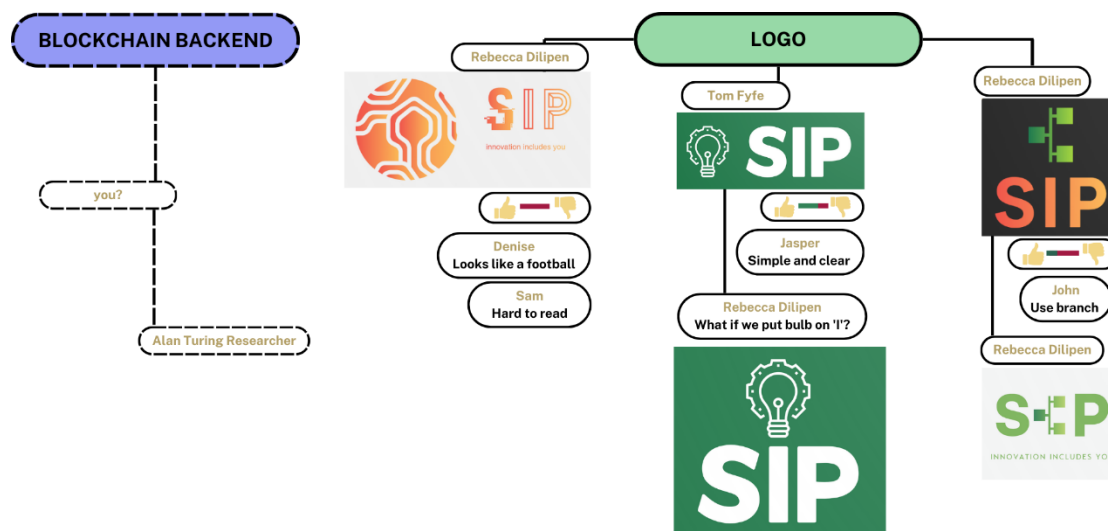 BLOCKCHAIN BACKEND
you?
Alan Turing Researcher
LOGO
Rebecca Dilipen
SIP
innovation includes you
Denise
Looks like a football
Sam
Hard to read
Tom Fyfe
SIP
Jasper
Simple and clear
Rebecca Dilipen
What if we put bulb on 'I'?
SIP
Rebecca Dilipen
SIP
John
Use branch
Rebecca Dilipen
S P
INNOVATION INCLUDES YO